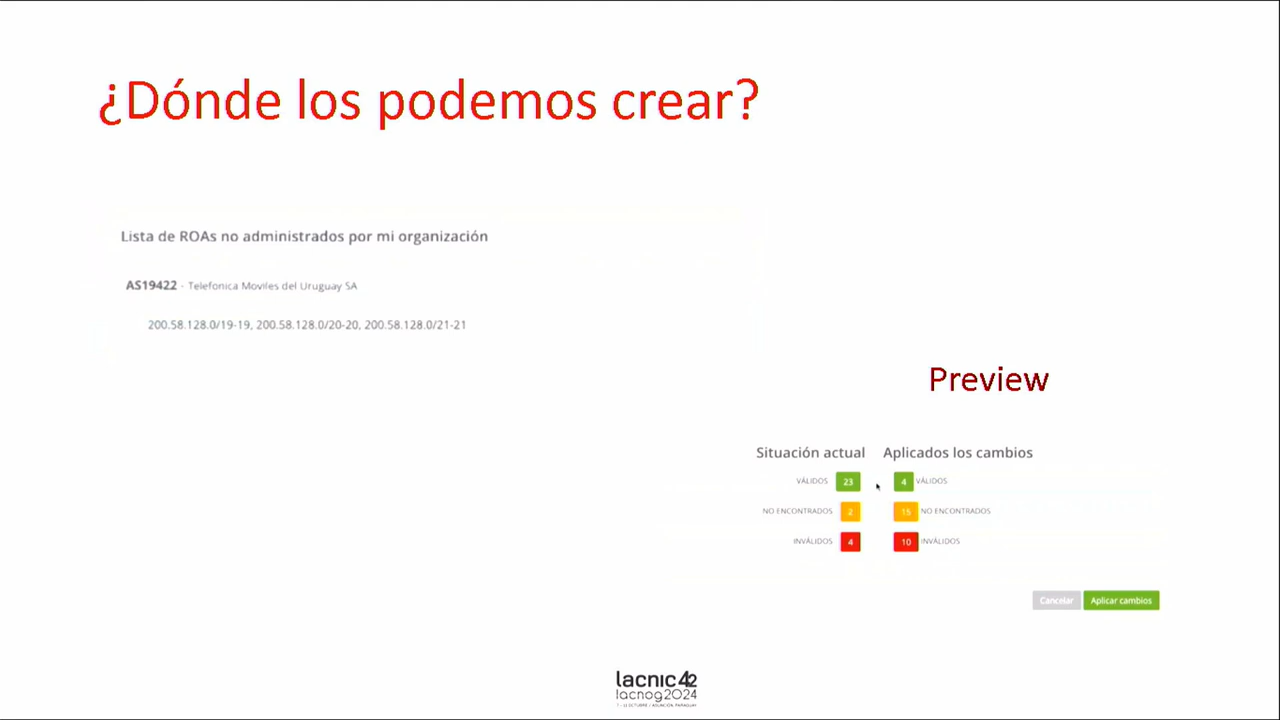 ¿Dónde los podemos crear?
Lista de ROAs no administrados por mi organización
AS19422 - Telefonica Moviles del Uruguay SA
200.58.128.0/19-19, 200.58.128.0/20-20, 200.58.128.0/21-21
Preview
Situación actual Aplicados los cambios
VÁLIDOS 23 4 VÁLIDOS
NO ENCONTRADOS 2 15 NO ENCONTRADOS
INVÁLIDOS 4 10 INVÁLIDOS
Cancelar Aplicar cambios
lacnic42
lacnog2024